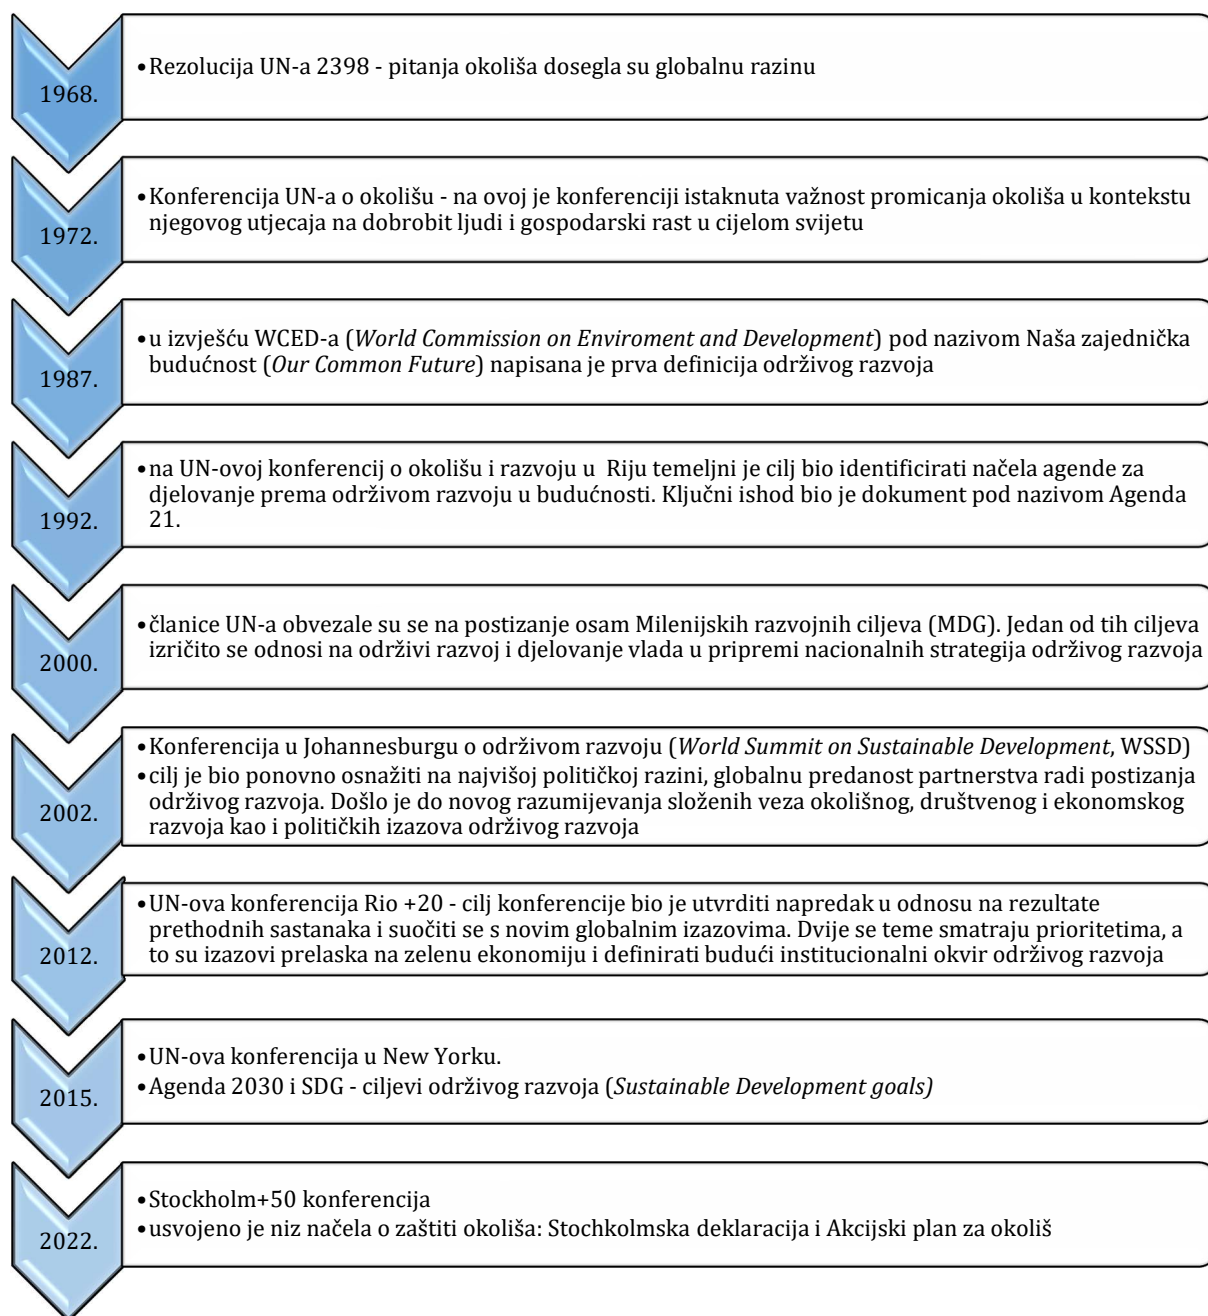 1968.
•Rezolucija UN-a 2398 - pitanja okoliša dosegla su globalnu razinu
1972.
•Konferencija UN-a o okolišu - na ovoj je konferenciji istaknuta važnost promicanja okoliša u kontekstu
njegovog utjecaja na dobrobit ljudi i gospodarski rast u cijelom svijetu
1987.
•u izvješću WCED-a (World Commission on Enviroment and Development) pod nazivom Naša zajednička
budućnost (Our Common Future) napisana je prva definicija održivog razvoja
1992.
•na UN-ovoj konferencij o okolišu i razvoju u  Riju temeljni je cilj bio identificirati načela agende za
djelovanje prema održivom razvoju u budućnosti. Ključni ishod bio je dokument pod nazivom Agenda
21.
2000.
•članice UN-a obvezale su se na postizanje osam Milenijskih razvojnih ciljeva (MDG). Jedan od tih ciljeva
izričito se odnosi na održivi razvoj i djelovanje vlada u pripremi nacionalnih strategija održivog razvoja
2002.
•Konferencija u Johannesburgu o održivom razvoju (World Summit on Sustainable Development, WSSD)
•cilj je bio ponovno osnažiti na najvišoj političkoj razini, globalnu predanost partnerstva radi postizanja
održivog razvoja. Došlo je do novog razumijevanja složenih veza okolišnog, društvenog i ekonomskog
razvoja kao i političkih izazova održivog razvoja
2012.
•UN-ova konferencija Rio +20 - cilj konferencije bio je utvrditi napredak u odnosu na rezultate
prethodnih sastanaka i suočiti se s novim globalnim izazovima. Dvije se teme smatraju prioritetima, a
to su izazovi prelaska na zelenu ekonomiju i definirati budući institucionalni okvir održivog razvoja
2015.
•UN-ova konferencija u New Yorku.
•Agenda 2030 i SDG - ciljevi održivog razvoja (Sustainable Development goals)
2022.
•Stockholm+50 konferencija
•usvojeno je niz načela o zaštiti okoliša: Stochkolmska deklaracija i Akcijski plan za okoliš